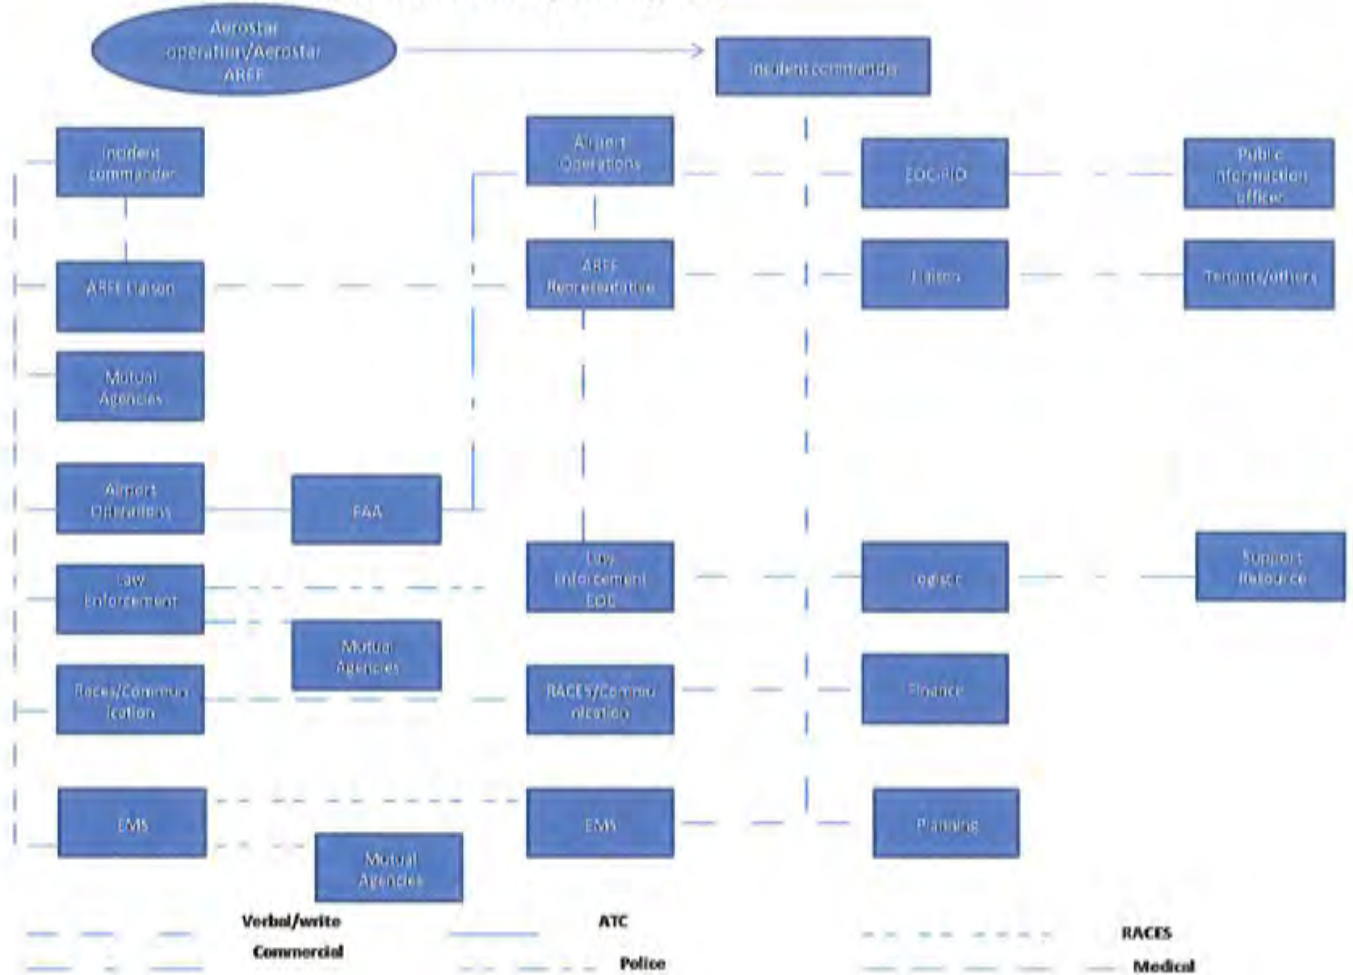 Aerostar
operation/Aerostar
ARFF
Incident commander
Incident
commander
Airport
Operations
EOC-PIO
Public
informaction
officer
ARFF Liaison
ARFF
Representative
Liaison
Tenants/others
Mutual
Agencies
Airport
Operations
FAA
Law
Enforcement
Law
Enforcement
EOC
Logistic
Support
Resource
Mutual
Agencies
Races/Commun
ication
RACES/Commu
nication
Finance
EMS
EMS
Planning
Mutual
Agencies
Verbal/write
ATC
RACES
Commercial
Police
Medical